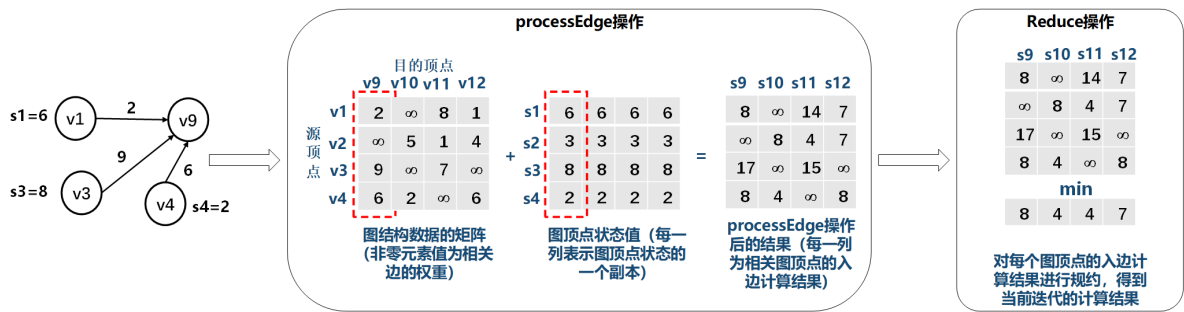 processEdge操作
Reduce操作
s1=6
v1
2
v9
9
6
s3=8
v3
v4
s4=2
目的顶点
v9 v10 v11 v12
源顶点
v1 2 ∞ 8 1
v2 ∞ 5 1 4
v3 9 ∞ 7 ∞
v4 6 2 ∞ 6
图结构数据的矩阵
(非零元素值为相关
边的权重)
+
s1 6 6 6 6
s2 3 3 3 3
s3 8 8 8 8
s4 2 2 2 2
图顶点状态值（每一
列表示图顶点状态的
一个副本）
=
s9 s10 s11 s12
8 ∞ 14 7
∞ 8 4 7
17 ∞ 15 ∞
8 4 ∞ 8
processEdge操作
后的结果（每一列
为相关图顶点的入
边计算结果）
s9 s10 s11 s12
8 ∞ 14 7
∞ 8 4 7
17 ∞ 15 ∞
8 4 ∞ 8
min
8 4 4 7
对每个图顶点的入边计
算结果进行规约，得到
当前迭代的计算结果